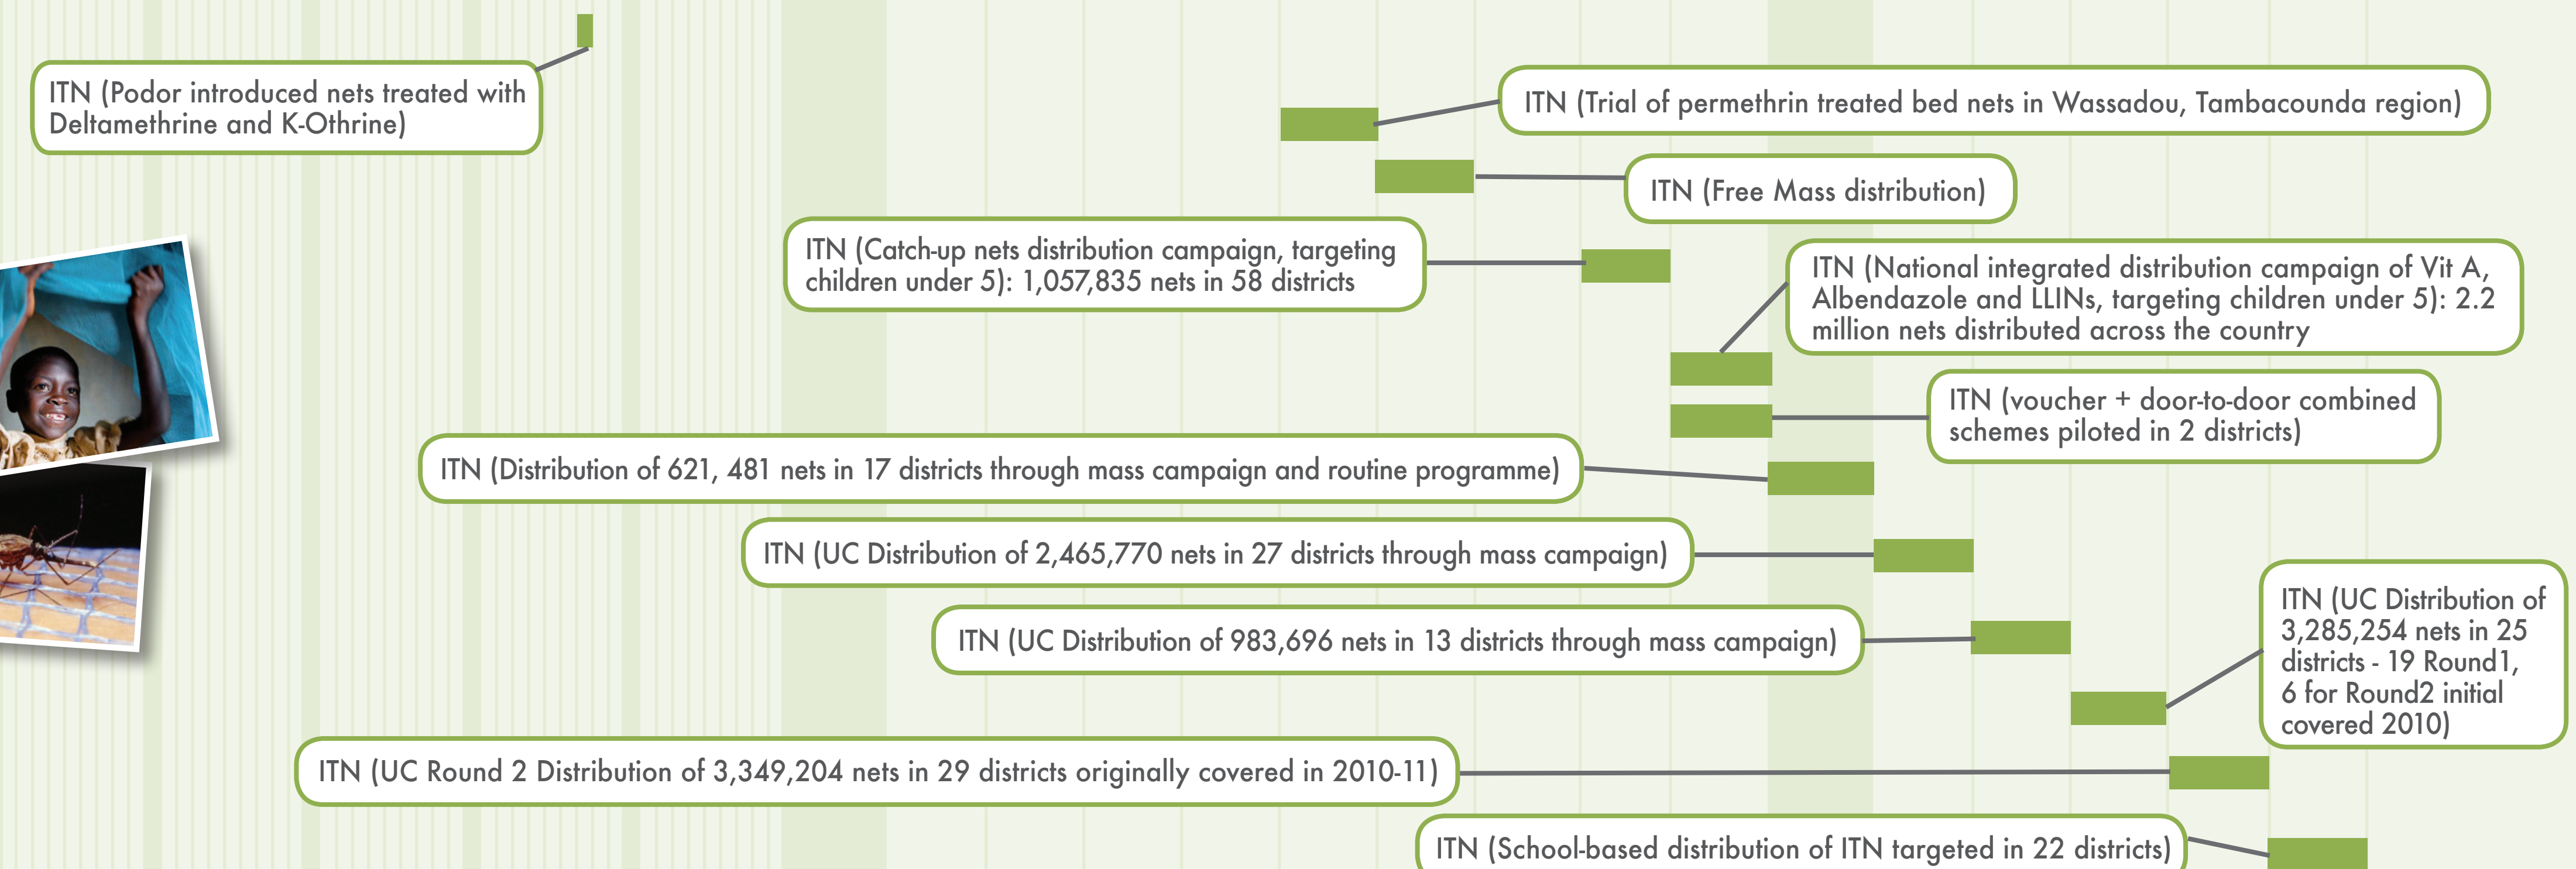 ITN (Podor introduced nets treated with
Deltamethrine and K-Othrine)
ITN (Trial of permethrin treated bed nets in Wassadou, Tambacounda region)
ITN (Free Mass distribution)
ITN (Catch-up nets distribution campaign, targeting
children under 5): 1,057,835 nets in 58 districts
ITN (National integrated distribution campaign of Vit A,
Albendazole and LLINs, targeting children under 5): 2.2
million nets distributed across the country
ITN (voucher + door-to-door combined
schemes piloted in 2 districts)
ITN (Distribution of 621, 481 nets in 17 districts through mass campaign and routine programme)
ITN (UC Distribution of 2,465,770 nets in 27 districts through mass campaign)
ITN (UC Distribution of 983,696 nets in 13 districts through mass campaign)
ITN (UC Distribution of
3,285,254 nets in 25
districts - 19 Round1,
6 for Round2 initial
covered 2010)
ITN (UC Round 2 Distribution of 3,349,204 nets in 29 districts originally covered in 2010-11)
ITN (School-based distribution of ITN targeted in 22 districts)